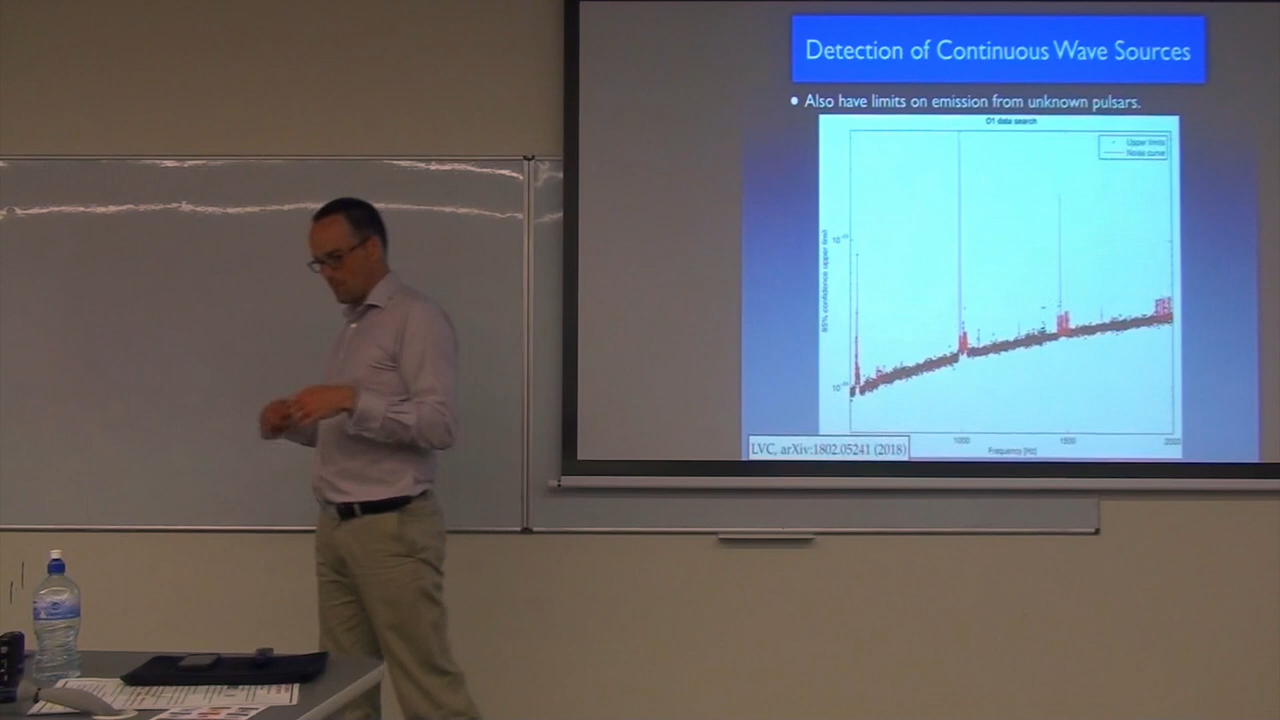 Detection of Continuous Wave Sources
• Also have limits on emission from unknown pulsars.
O1 data search
Upper limits
Noise curve
95% confidence upper limit
1000
1500
2000
Frequency [Hz]
LVC, arXiv:1802.05241 (2018)